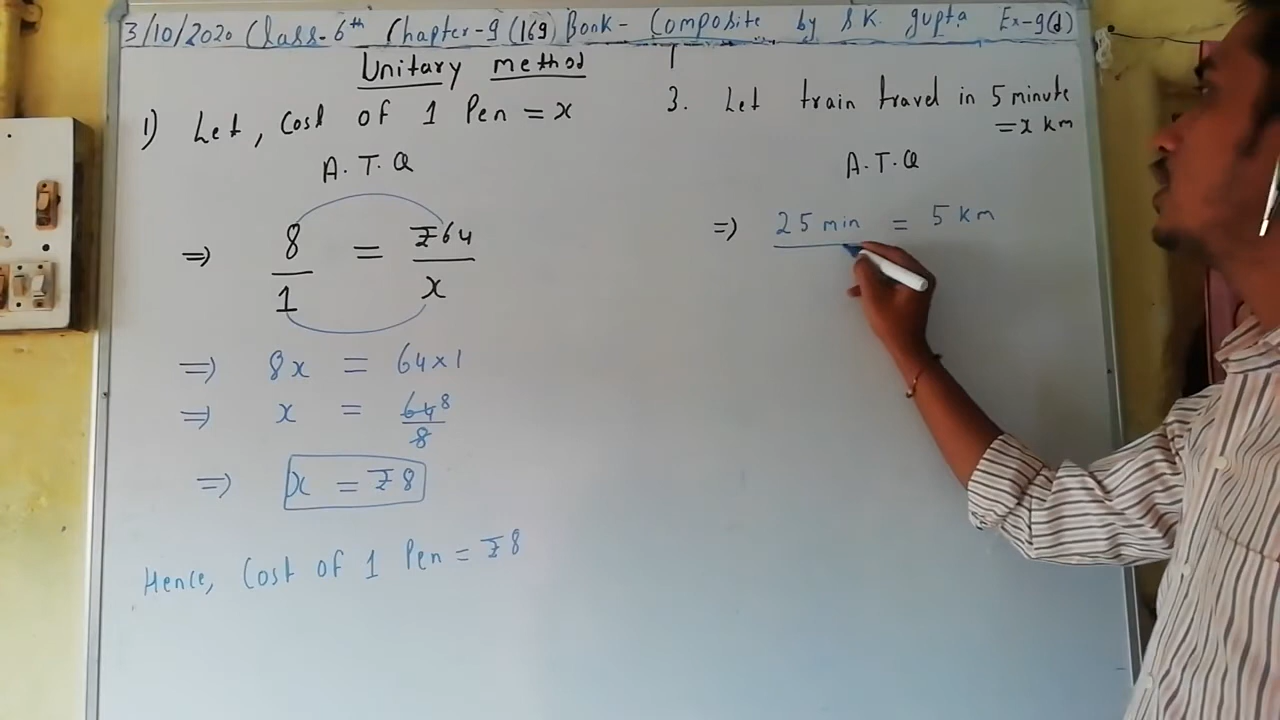 3/10/2020 Class-6th Chapter-9 (169) Book- Composite by S.K. gupta Ex-9(d)
Unitary method
1) Let, Cost of 1 Pen = x
A.T.Q
=> 8/1 = ₹64/x
=> 8x = 64×1
=> x = 64 8/8
=> x = ₹8
Hence, Cost of 1 Pen = ₹8
3. Let train travel in 5 minute
= x km
A.T.Q
=> 25 min = 5 km